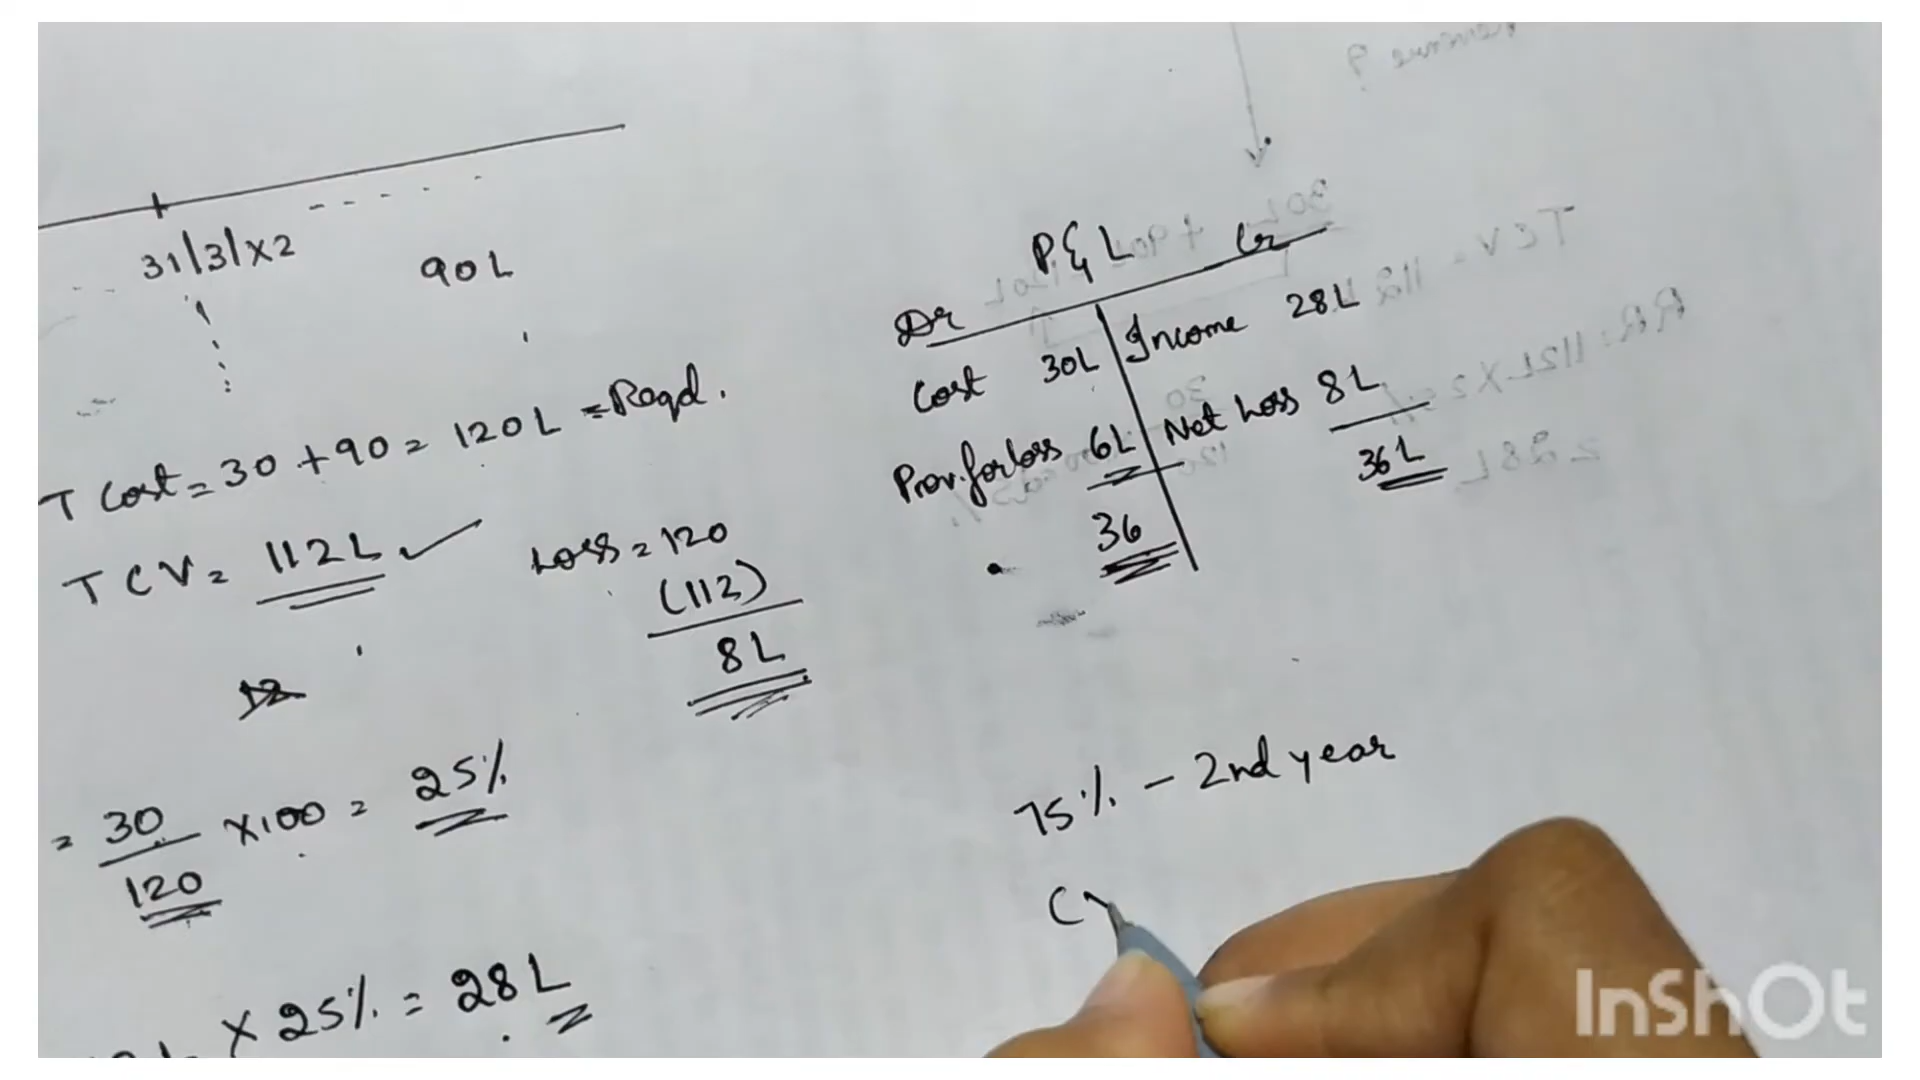 31/3/X2
90L
T Cost = 30 + 90 = 120L = Reqd.
TCV = 112L ✓
Loss = 120
(112)
8L
= 30/120 X100 = 25%
X 25% = 28L
P&L
Dr Cr
Cost 30L Income 28L
Prov. for loss 6L Net Loss 8L
36 36L
75% - 2nd year
C
InShOt